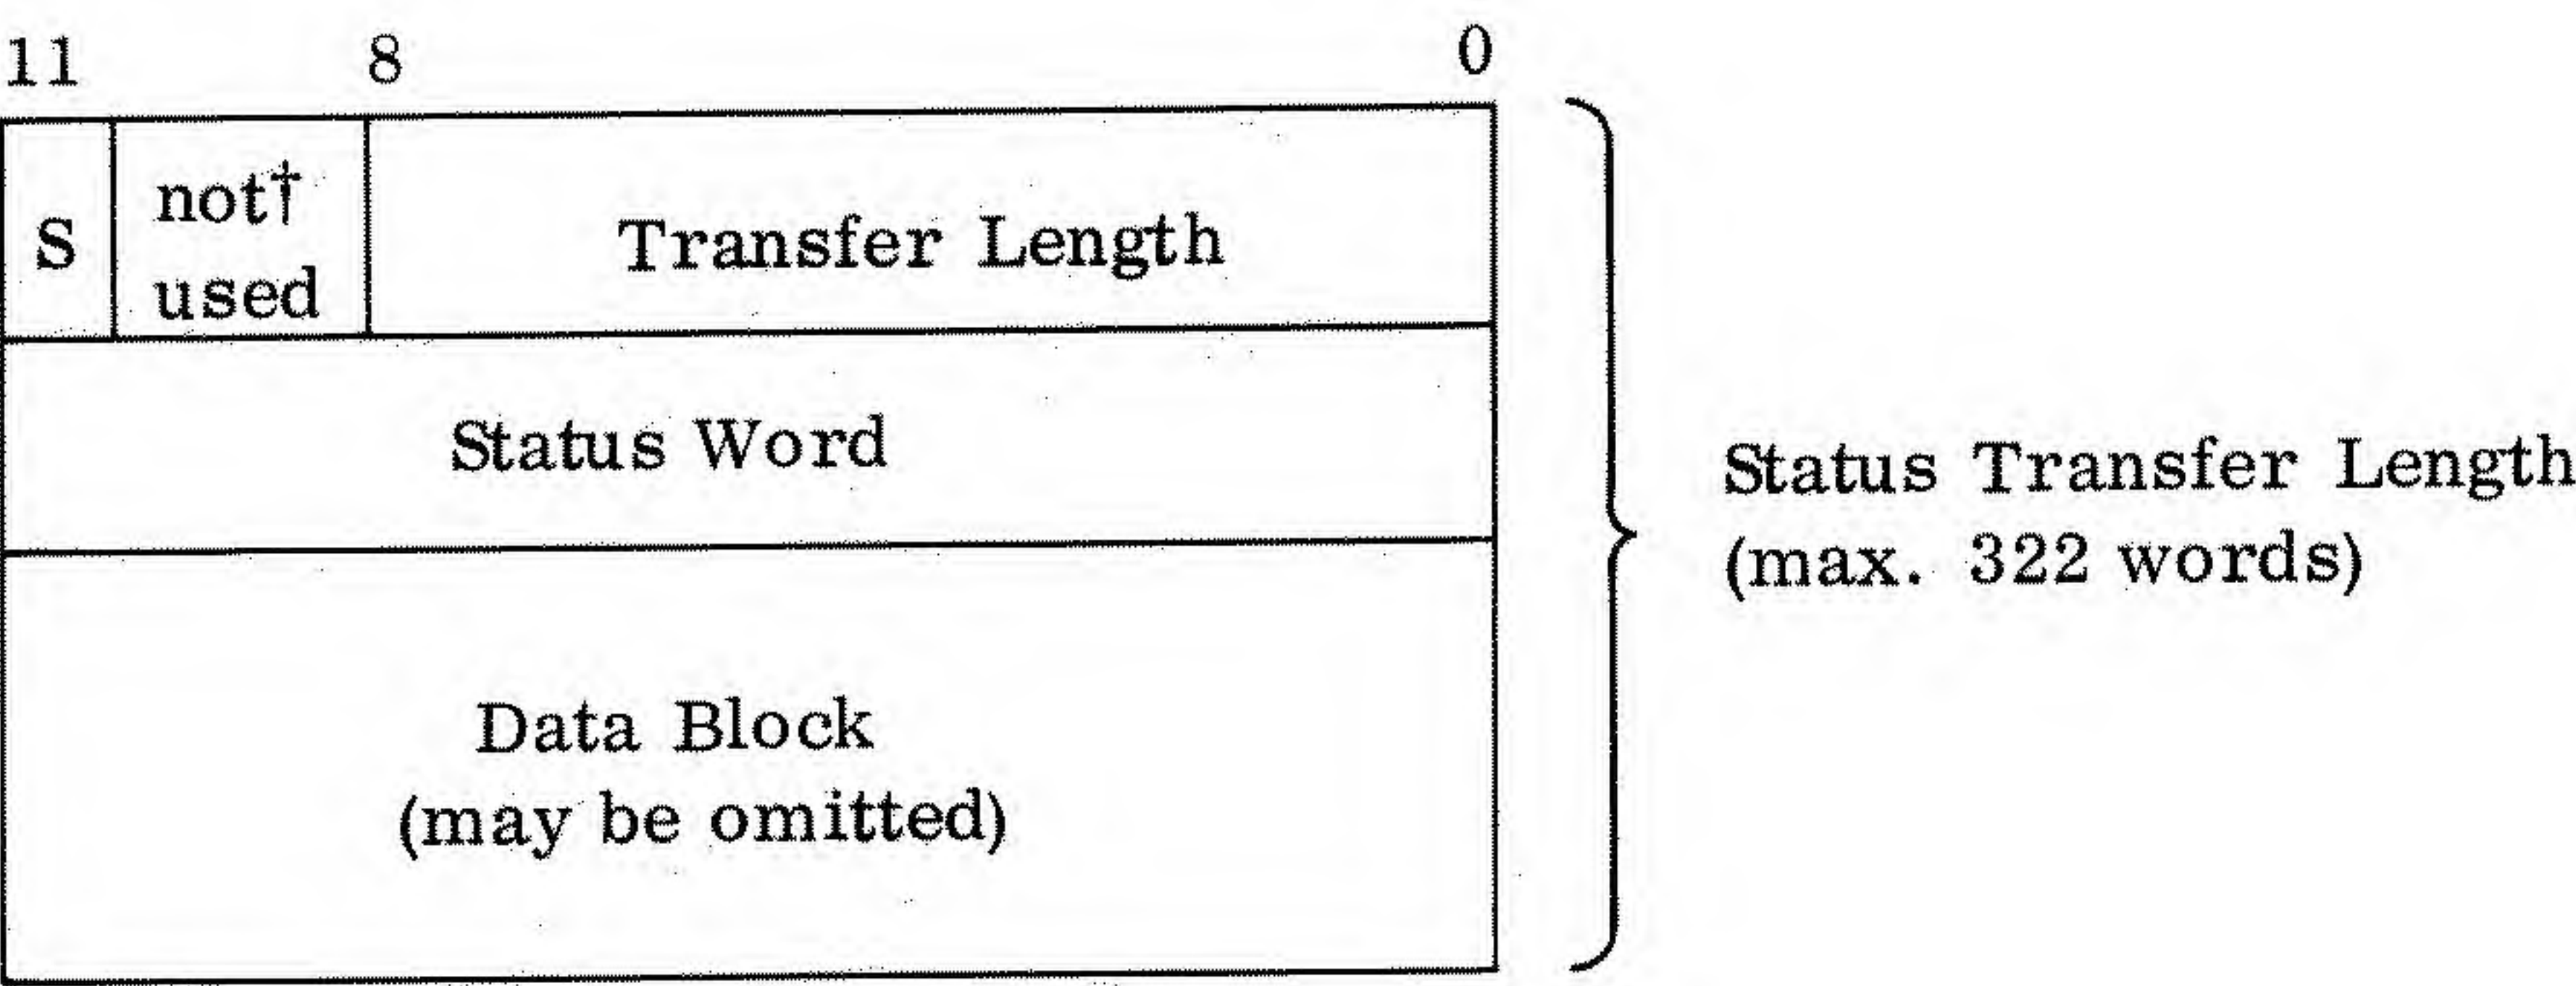 11 8 0
S
not†
used
Transfer Length
Status Word
Data Block
(may be omitted)
Status Transfer Length
(max. 322 words)